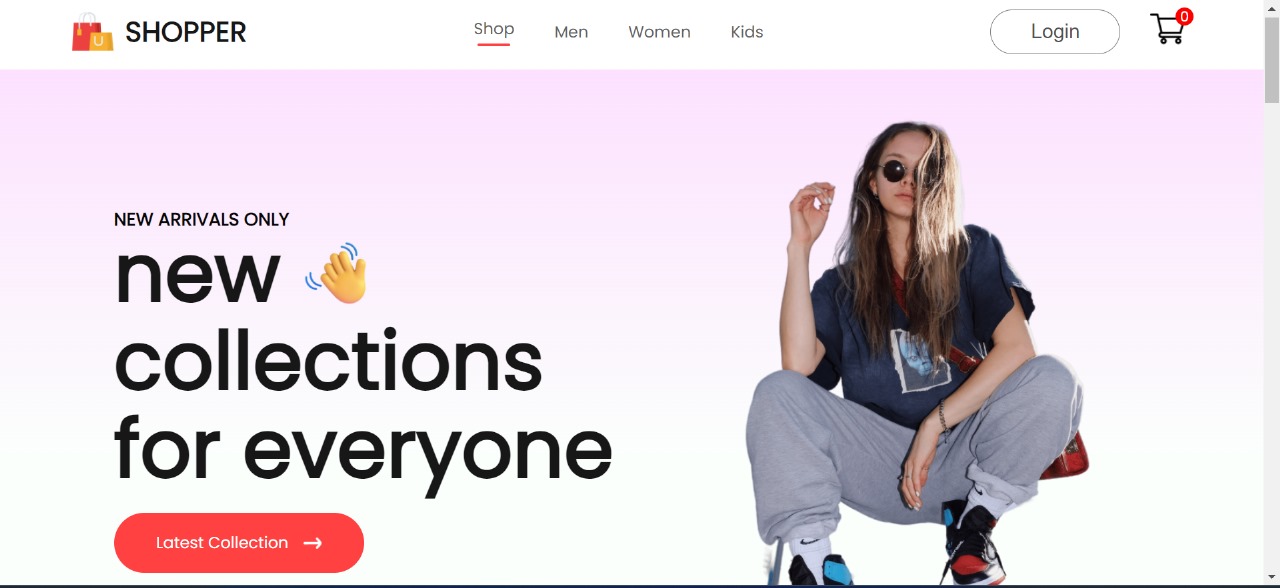 SHOPPER
Shop
Men
Women
Kids
Login
0
NEW ARRIVALS ONLY
new
collections
for everyone
Latest Collection